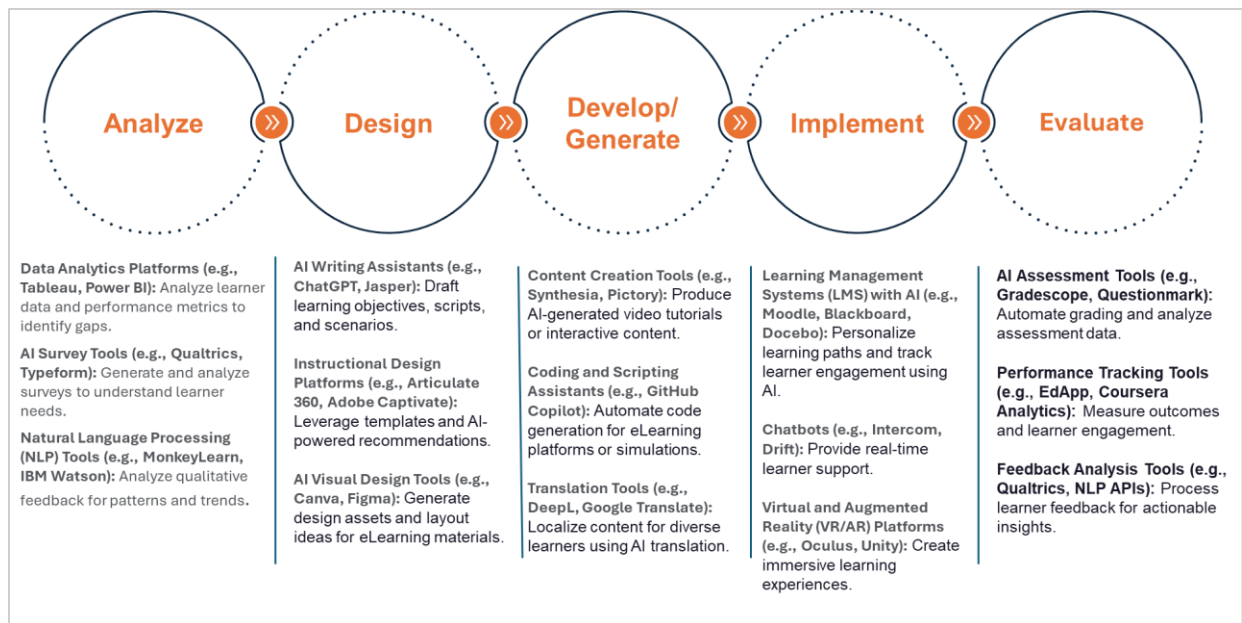 Analyze
Design
Develop/
Generate
Implement
Evaluate
Data Analytics Platforms (e.g.,
Tableau, Power BI): Analyze learner
data and performance metrics to
identify gaps.
AI Survey Tools (e.g., Qualtrics,
Typeform): Generate and analyze
surveys to understand learner
needs.
Natural Language Processing
(NLP) Tools (e.g., MonkeyLearn,
IBM Watson): Analyze qualitative
feedback for patterns and trends.
AI Writing Assistants (e.g.,
ChatGPT, Jasper): Draft
learning objectives, scripts,
and scenarios.
Instructional Design
Platforms (e.g., Articulate
360, Adobe Captivate):
Leverage templates and AI-
powered recommendations.
AI Visual Design Tools (e.g.,
Canva, Figma): Generate
design assets and layout
ideas for eLearning materials.
Content Creation Tools (e.g.,
Synthesia, Pictory): Produce
AI-generated video tutorials
or interactive content.
Coding and Scripting
Assistants (e.g., GitHub
Copilot): Automate code
generation for eLearning
platforms or simulations.
Translation Tools (e.g.,
DeepL, Google Translate):
Localize content for diverse
learners using AI translation.
Learning Management
Systems (LMS) with AI (e.g.,
Moodle, Blackboard,
Docebo): Personalize
learning paths and track
learner engagement using
AI.
Chatbots (e.g., Intercom,
Drift): Provide real-time
learner support.
Virtual and Augmented
Reality (VR/AR) Platforms
(e.g., Oculus, Unity): Create
immersive learning
experiences.
AI Assessment Tools (e.g.,
Gradescope, Questionmark):
Automate grading and analyze
assessment data.
Performance Tracking Tools
(e.g., EdApp, Coursera
Analytics): Measure outcomes
and learner engagement.
Feedback Analysis Tools (e.g.,
Qualtrics, NLP APIs): Process
learner feedback for actionable
insights.